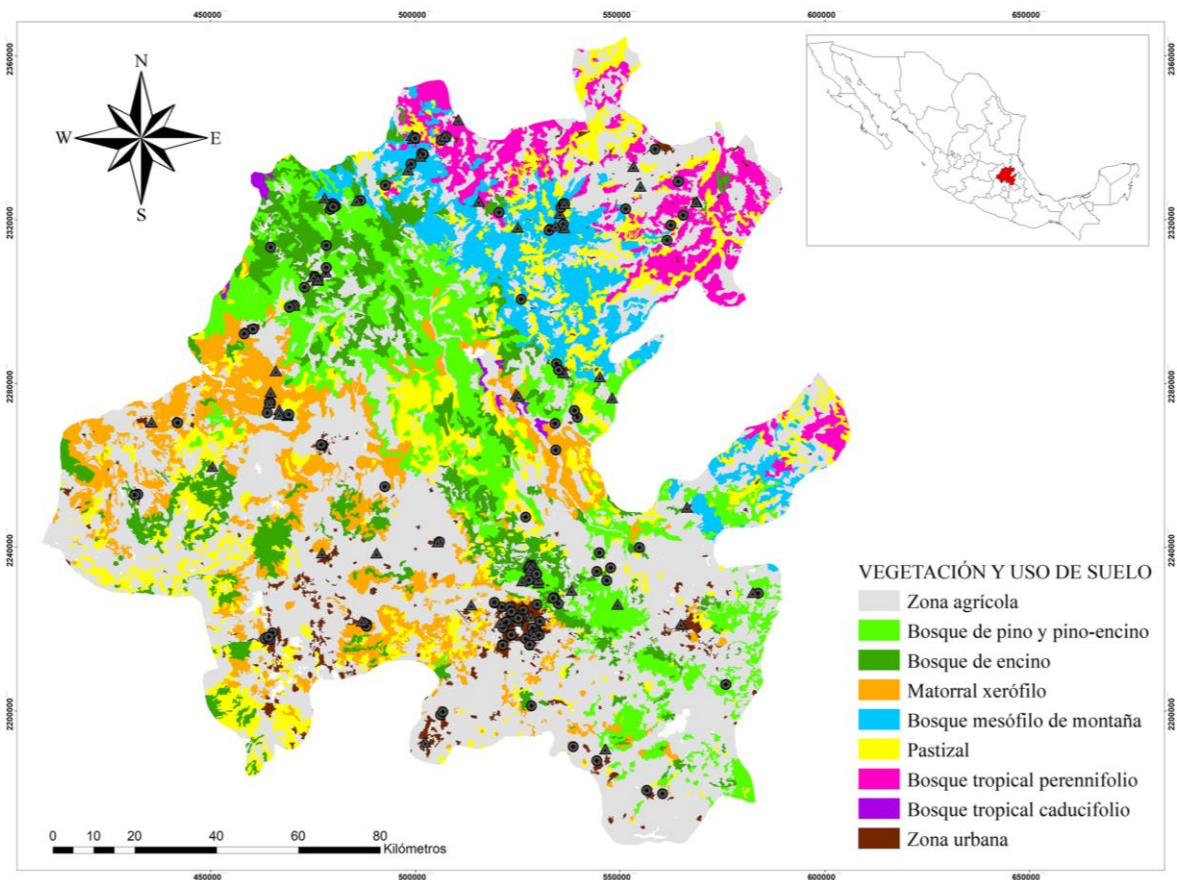 450000 500000 550000 600000 650000
2360000 2360000
N
W E
S
2320000 2320000
2280000 2280000
2240000 2240000
VEGETACIÓN Y USO DE SUELO
Zona agrícola
Bosque de pino y pino-encino
Bosque de encino
Matorral xerófilo
2200000 2200000
Bosque mesófilo de montaña
Pastizal
Bosque tropical perennifolio
Bosque tropical caducifolio
Zona urbana
0 10 20 40 60 80
Kilómetros
450000 500000 550000 600000 650000